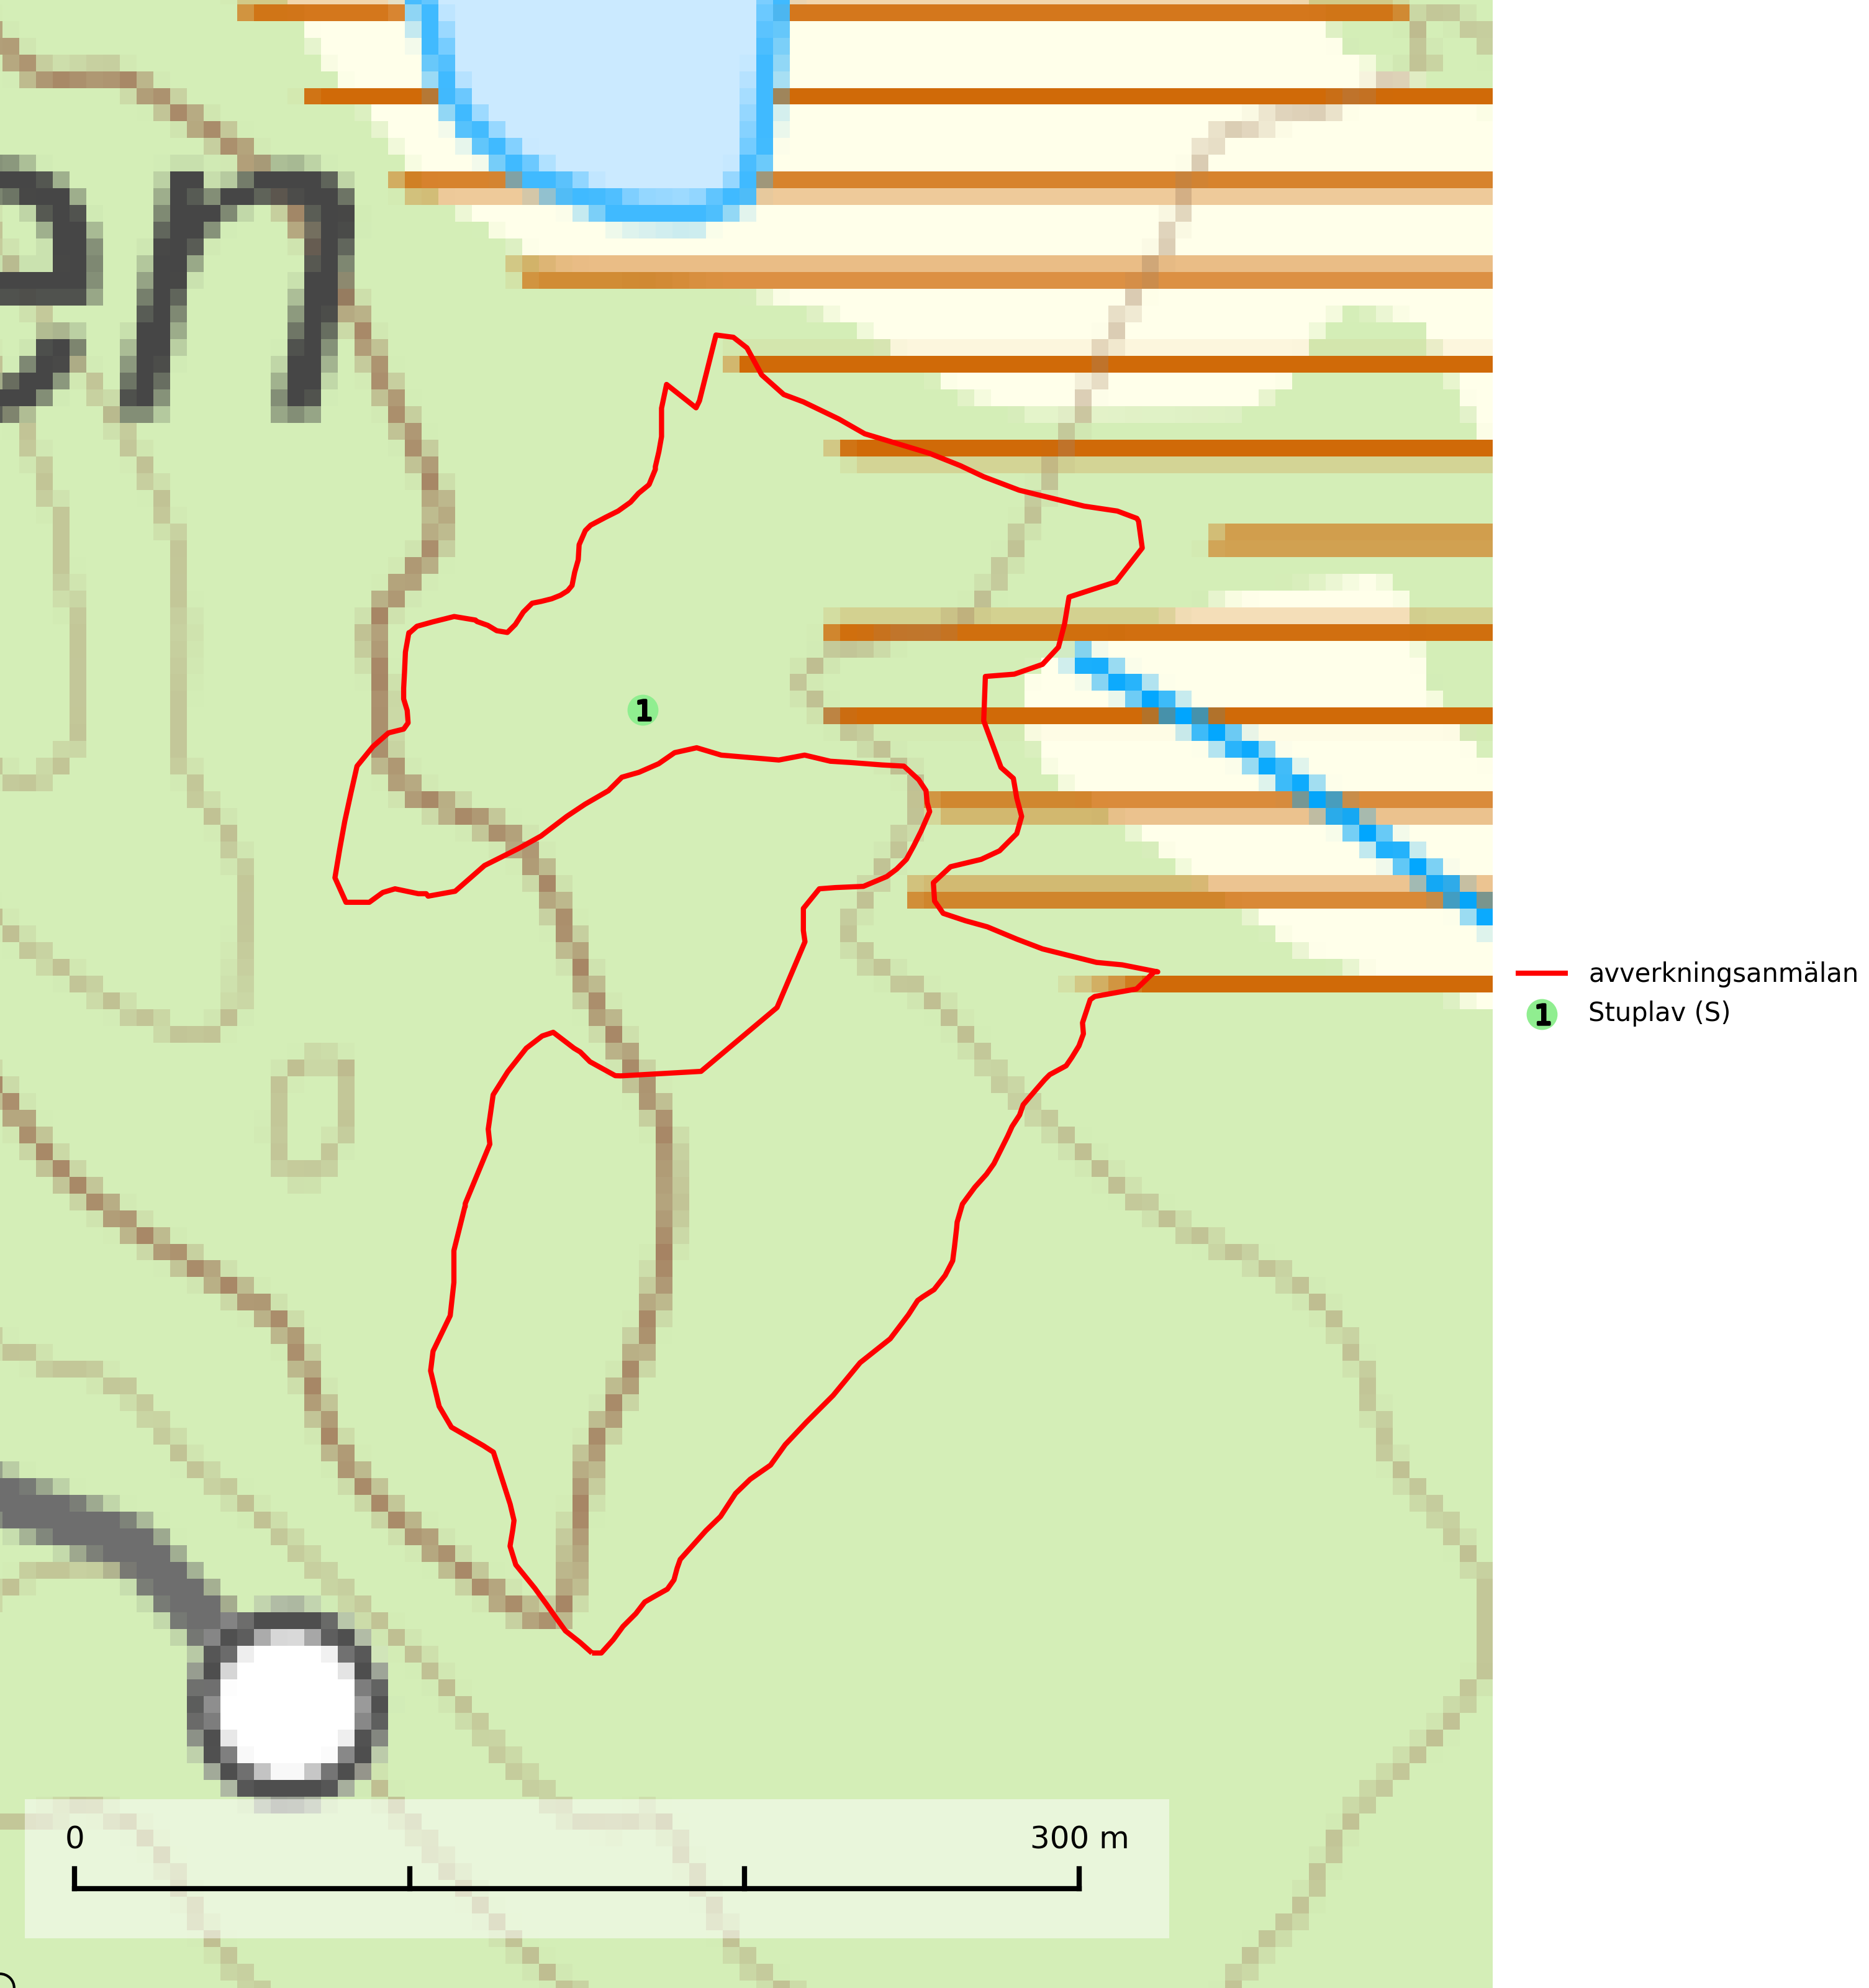 1
avverkningsanmälan
1 Stuplav (S)
0 300 m